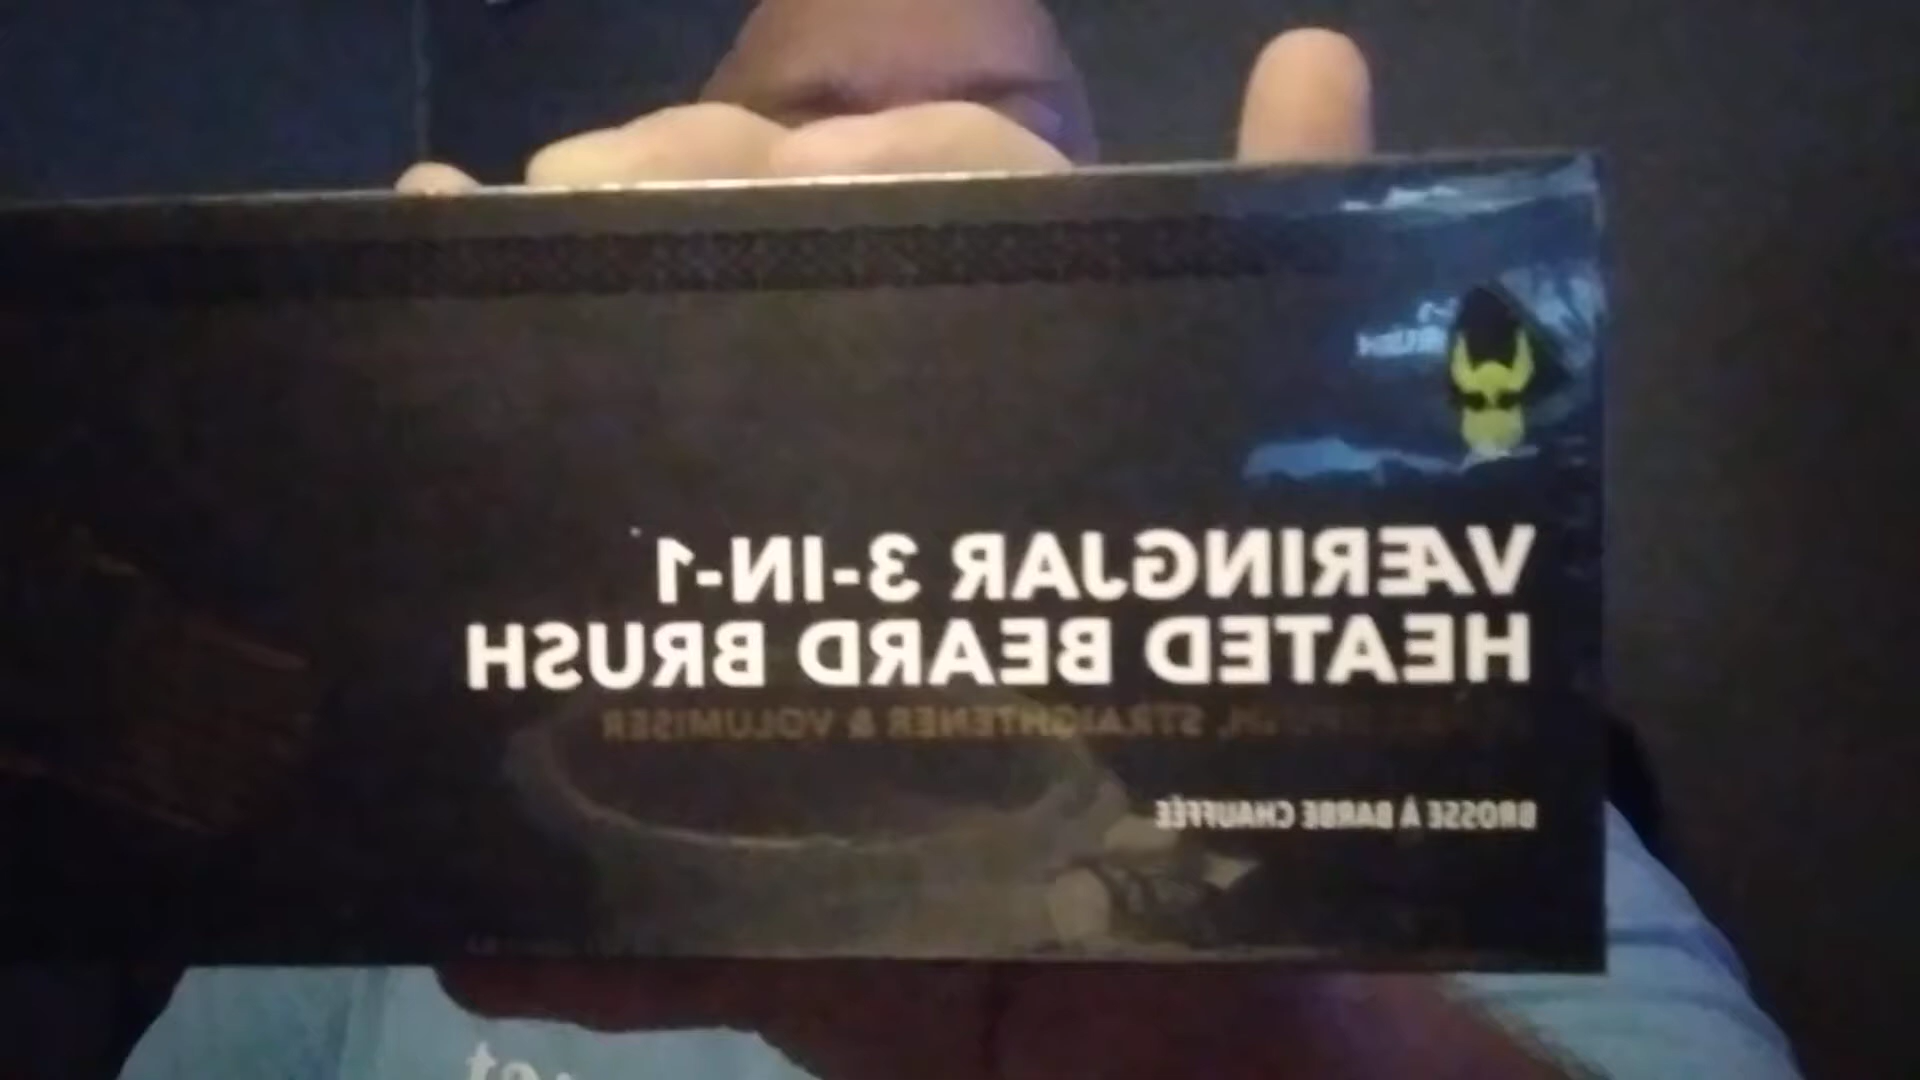 VÆRINGJAR 3-IN-1
HEATED BEARD BRUSH
STRAIGHTENER & VOLUMISER
BROSSE À BARBE CHAUFFÉE